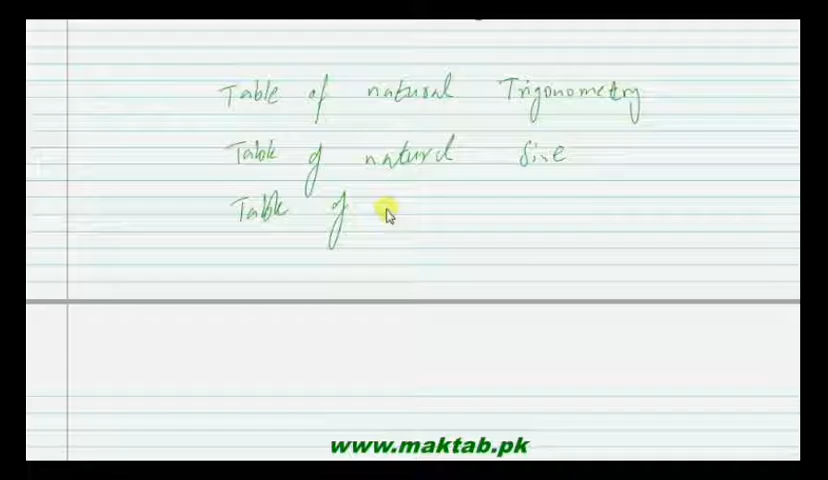 Table of natural Trigonometry
Table of natural Sine
Table of
www.maktab.pk